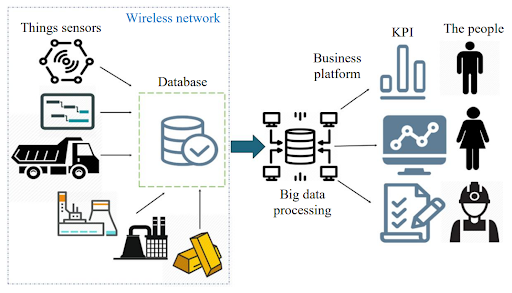 Wireless network
Things sensors
Database
Business
platform
Big data
processing
KPI
The people